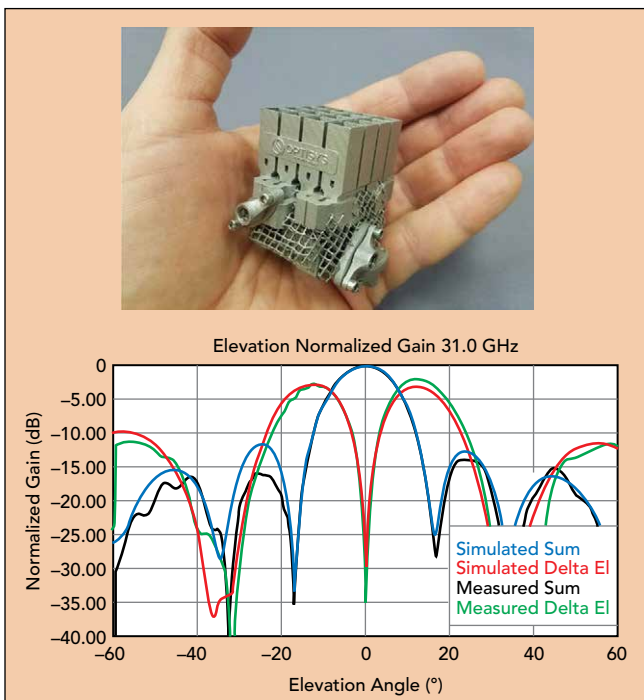 OPTISYS
Elevation Normalized Gain 31.0 GHz
Normalized Gain (dB)
0
–5.00
–10.00
–15.00
–20.00
–25.00
–30.00
–35.00
–40.00
Simulated Sum
Simulated Delta El
Measured Sum
Measured Delta El
–60
–40
–20
0
20
40
60
Elevation Angle (°)